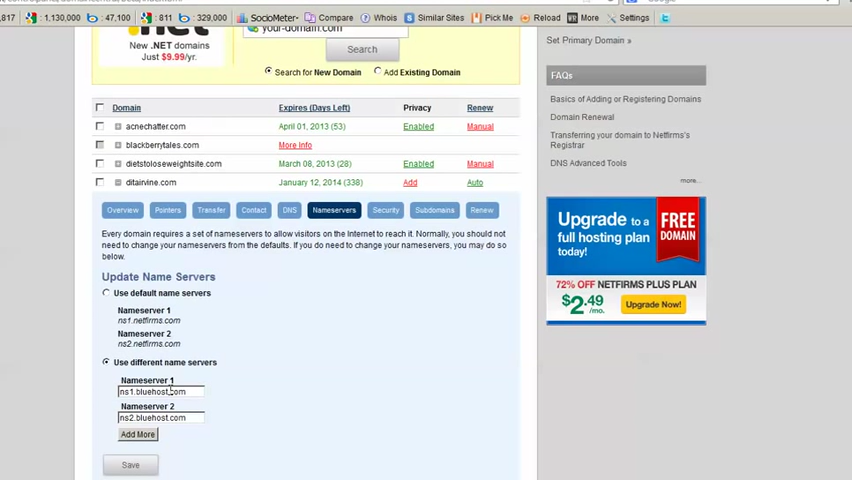 ,817
1,130,000
47,100
811
329,000
SocioMeter
Compare
Whois
Similar Sites
Pick Me
Reload
More
Settings
New .NET domains
Just $9.99/yr.
your-domain.com
Search
Search for New Domain
Add Existing Domain
Set Primary Domain »
FAQs
Basics of Adding or Registering Domains
Domain Renewal
Transferring your domain to Netfirms's
Registrar
DNS Advanced Tools
more...
Domain Expires (Days Left) Privacy Renew
acnechatter.com April 01, 2013 (53) Enabled Manual
blackberrytales.com More Info
dietstoloseweightsite.com March 08, 2013 (28) Enabled Manual
ditairvine.com January 12, 2014 (338) Add Auto
Overview Pointers Transfer Contact DNS Nameservers Security Subdomains Renew
Every domain requires a set of nameservers to allow visitors on the Internet to reach it. Normally, you should not
need to change your nameservers from the defaults. If you do need to change your nameservers, you may do so
below.
Update Name Servers
Use default name servers
Nameserver 1
ns1.netfirms.com
Nameserver 2
ns2.netfirms.com
Use different name servers
Nameserver 1
ns1.bluehost.com
Nameserver 2
ns2.bluehost.com
Add More
Save
Upgrade to a
full hosting plan
today!
FREE
DOMAIN
72% OFF NETFIRMS PLUS PLAN
$2.49
/mo.
Upgrade Now!